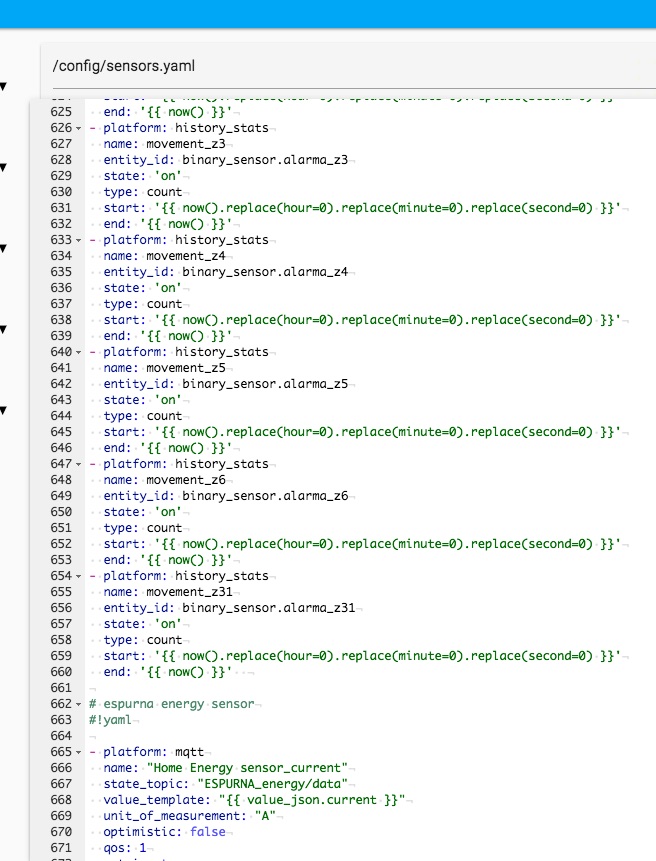 /config/sensors.yaml
625 end: '{{ now() }}'
626 - platform: history_stats
627 name: movement_z3
628 entity_id: binary_sensor.alarma_z3
629 state: 'on'
630 type: count
631 start: '{{ now().replace(hour=0).replace(minute=0).replace(second=0) }}'
632 end: '{{ now() }}'
633 - platform: history_stats
634 name: movement_z4
635 entity_id: binary_sensor.alarma_z4
636 state: 'on'
637 type: count
638 start: '{{ now().replace(hour=0).replace(minute=0).replace(second=0) }}'
639 end: '{{ now() }}'
640 - platform: history_stats
641 name: movement_z5
642 entity_id: binary_sensor.alarma_z5
643 state: 'on'
644 type: count
645 start: '{{ now().replace(hour=0).replace(minute=0).replace(second=0) }}'
646 end: '{{ now() }}'
647 - platform: history_stats
648 name: movement_z6
649 entity_id: binary_sensor.alarma_z6
650 state: 'on'
651 type: count
652 start: '{{ now().replace(hour=0).replace(minute=0).replace(second=0) }}'
653 end: '{{ now() }}'
654 - platform: history_stats
655 name: movement_z31
656 entity_id: binary_sensor.alarma_z31
657 state: 'on'
658 type: count
659 start: '{{ now().replace(hour=0).replace(minute=0).replace(second=0) }}'
660 end: '{{ now() }}'
661
662 # espurna energy sensor
663 #!yaml
664
665 - platform: mqtt
666 name: "Home Energy sensor_current"
667 state_topic: "ESPURNA_energy/data"
668 value_template: "{{ value_json.current }}"
669 unit_of_measurement: "A"
670 optimistic: false
671 qos: 1